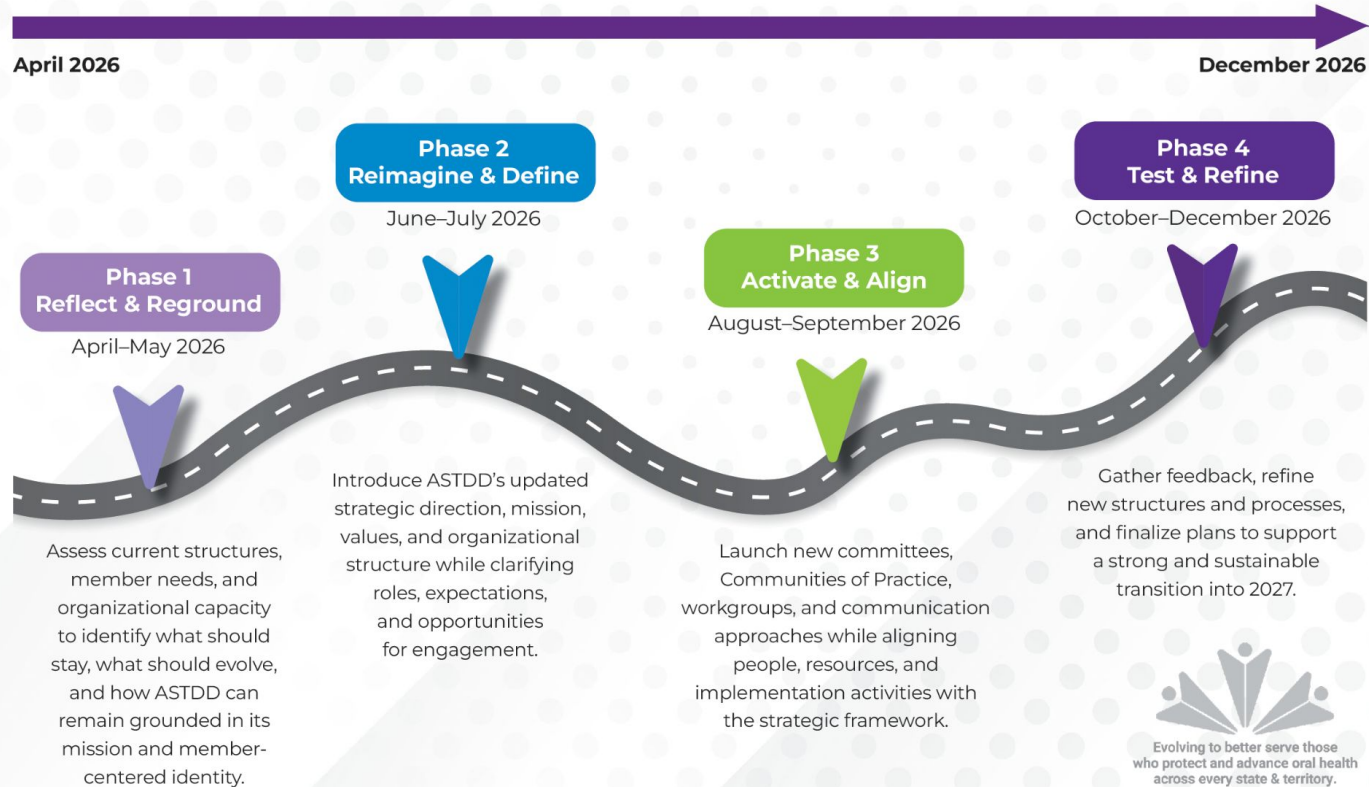 April 2026
December 2026
Phase 1
Reflect & Reground
April–May 2026
Assess current structures,
member needs, and
organizational capacity
to identify what should
stay, what should evolve,
and how ASTDD can
remain grounded in its
mission and member-
centered identity.
Phase 2
Reimagine & Define
June–July 2026
Introduce ASTDD’s updated
strategic direction, mission,
values, and organizational
structure while clarifying
roles, expectations,
and opportunities
for engagement.
Phase 3
Activate & Align
August–September 2026
Launch new committees,
Communities of Practice,
workgroups, and communication
approaches while aligning
people, resources, and
implementation activities with
the strategic framework.
Phase 4
Test & Refine
October–December 2026
Gather feedback, refine
new structures and processes,
and finalize plans to support
a strong and sustainable
transition into 2027.
Evolving to better serve those
who protect and advance oral health
across every state & territory.